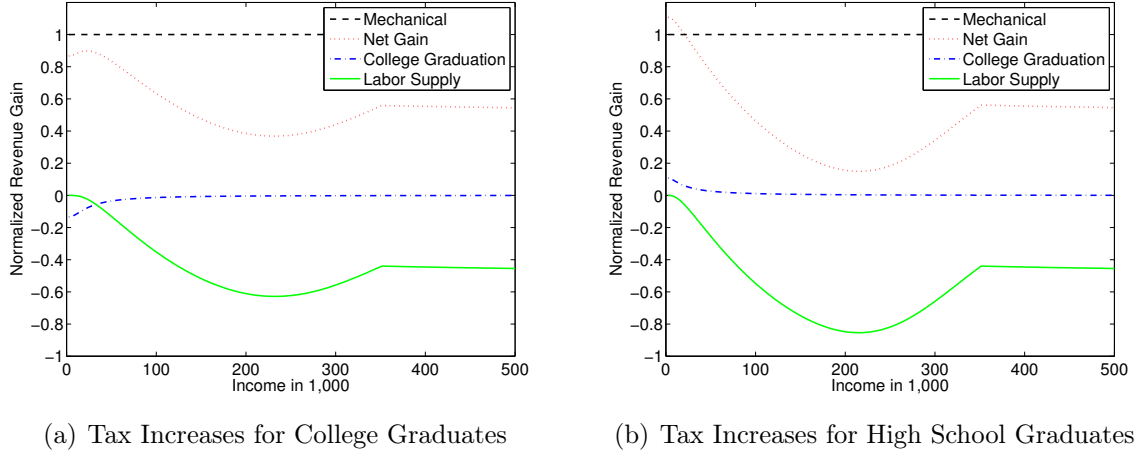 Mechanical
Net Gain
College Graduation
Labor Supply
Normalized Revenue Gain
1
0.8
0.6
0.4
0.2
0
−0.2
−0.4
−0.6
−0.8
−1
0 100 200 300 400 500
Income in 1,000
(a) Tax Increases for College Graduates
Mechanical
Net Gain
College Graduation
Labor Supply
Normalized Revenue Gain
1
0.8
0.6
0.4
0.2
0
−0.2
−0.4
−0.6
−0.8
−1
0 100 200 300 400 500
Income in 1,000
(b) Tax Increases for High School Graduates